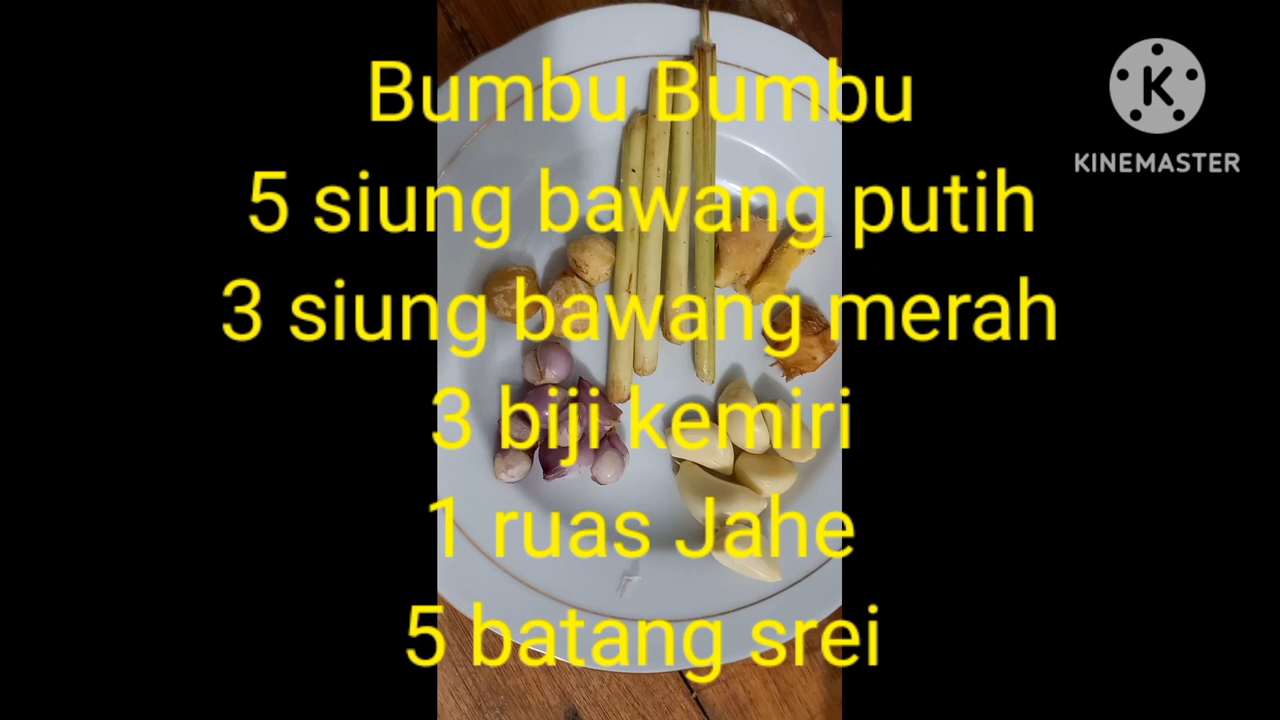 Bumbu Bumbu
5 siung bawang putih
3 siung bawang merah
3 biji kemiri
1 ruas Jahe
5 batang srei
K
KINEMASTER